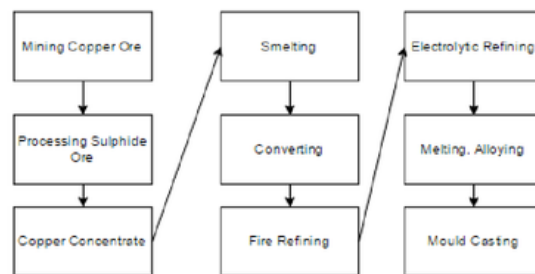 Mining Copper Ore
Processing Sulphide
Ore
Copper Concentrate
Smelting
Converting
Fire Refining
Electrolytic Refining
Melting, Alloying
Mould Casting